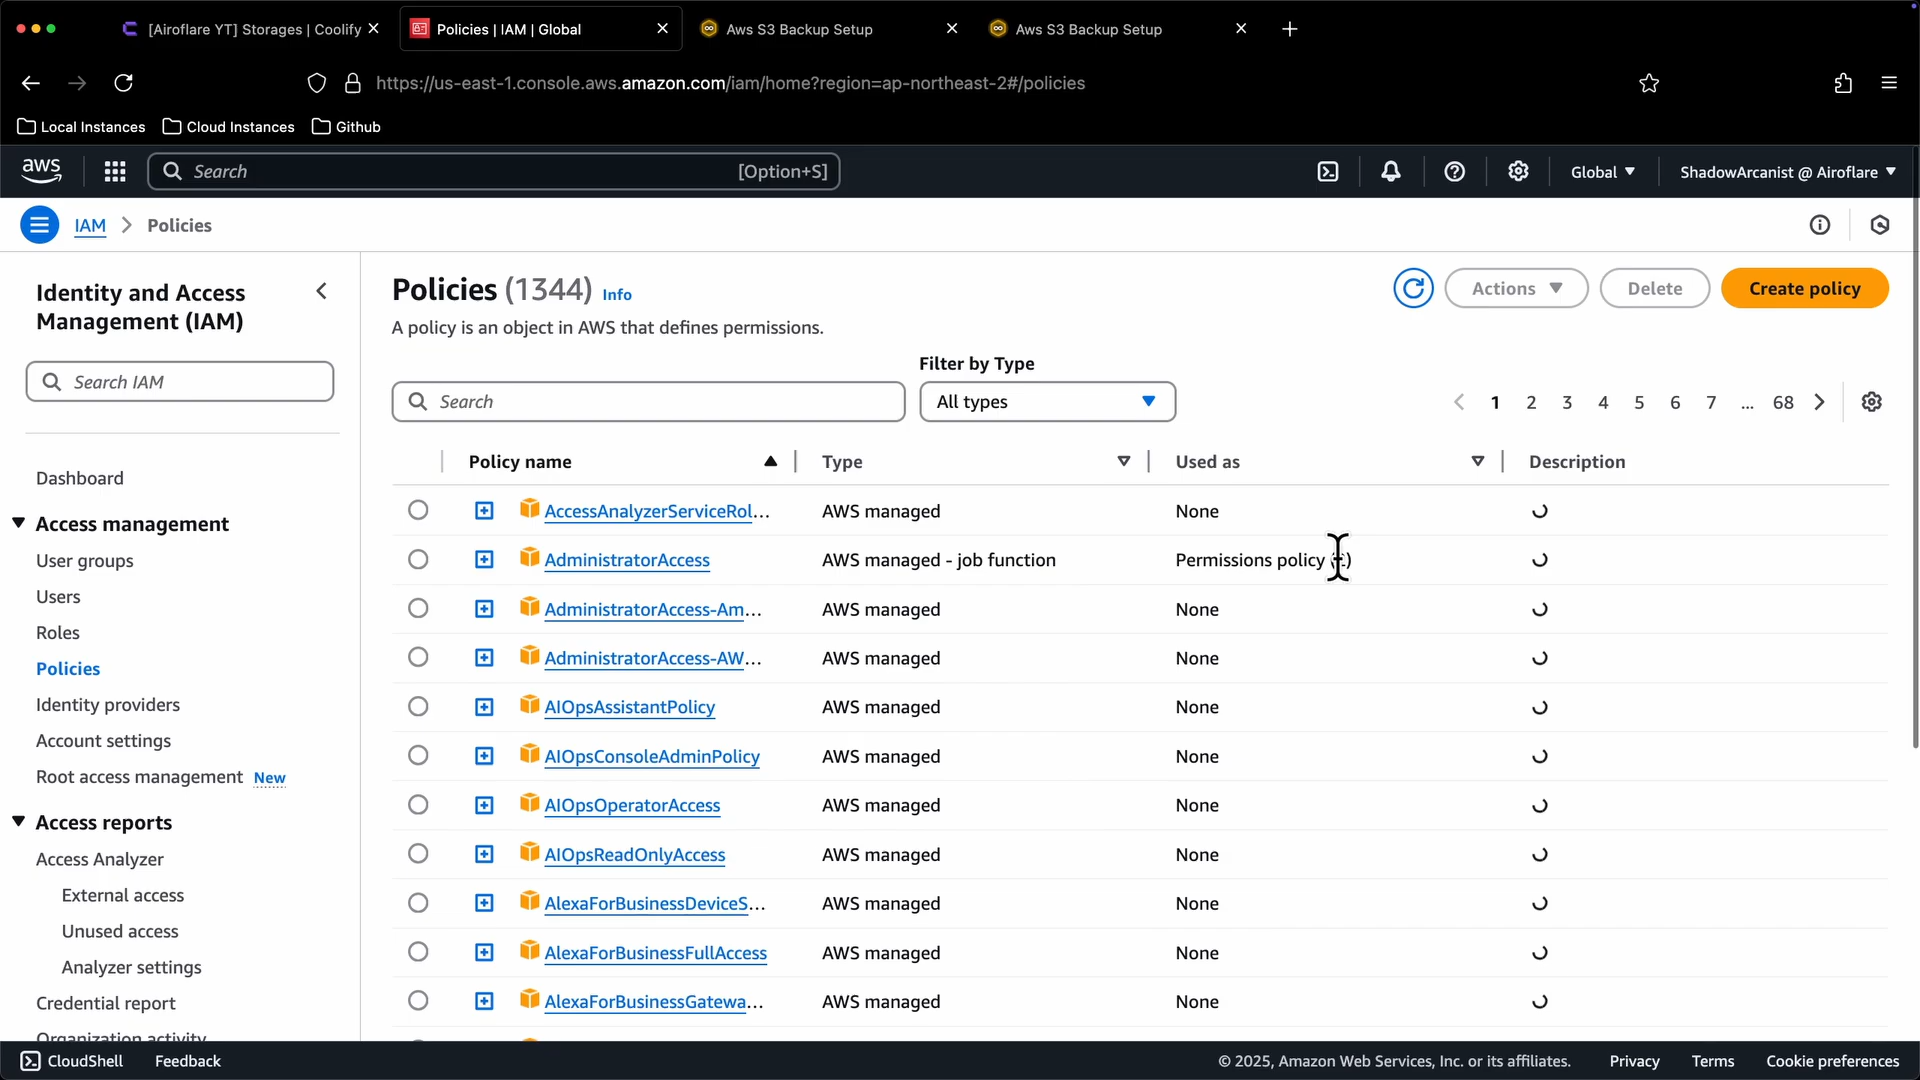 [Airoflare YT] Storages | Coolify
Policies | IAM | Global
Aws S3 Backup Setup
Aws S3 Backup Setup
https://us-east-1.console.aws.amazon.com/iam/home?region=ap-northeast-2#/policies
Local Instances
Cloud Instances
Github
aws
Search
[Option+S]
Global
ShadowArcanist @ Airoflare
IAM
Policies
Identity and Access
Management (IAM)
Search IAM
Dashboard
Access management
User groups
Users
Roles
Policies
Identity providers
Account settings
Root access management New
Access reports
Access Analyzer
External access
Unused access
Analyzer settings
Credential report
Organization activity
Policies (1344) Info
A policy is an object in AWS that defines permissions.
Actions
Delete
Create policy
Filter by Type
Search
All types
1 2 3 4 5 6 7 ... 68
Policy name Type Used as Description
AccessAnalyzerServiceRol... AWS managed None
AdministratorAccess AWS managed - job function Permissions policy
AdministratorAccess-Am... AWS managed None
AdministratorAccess-AW... AWS managed None
AIOpsAssistantPolicy AWS managed None
AIOpsConsoleAdminPolicy AWS managed None
AIOpsOperatorAccess AWS managed None
AIOpsReadOnlyAccess AWS managed None
AlexaForBusinessDeviceS... AWS managed None
AlexaForBusinessFullAccess AWS managed None
AlexaForBusinessGatewa... AWS managed None
CloudShell
Feedback
© 2025, Amazon Web Services, Inc. or its affiliates.
Privacy
Terms
Cookie preferences